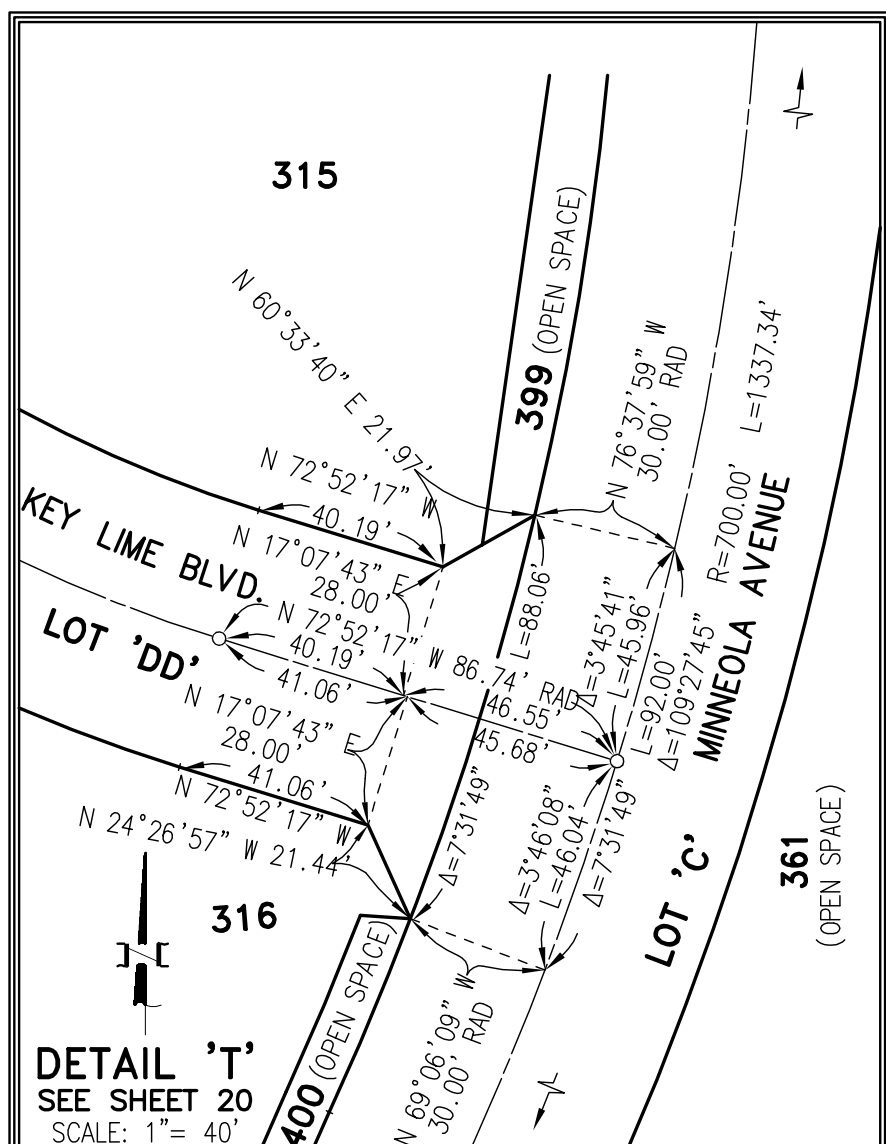 315
399 (OPEN SPACE)
N 60°33'40" E 21.97'
N 76°37'59" W
30.00' RAD
L=1337.34'
R=700.00'
Δ=109°27'45"
MINNEOLA AVENUE
N 72°52'17" W
40.19'
KEY LIME BLVD.
N 17°07'43" E
28.00'
L=88.06'
Δ=3°45'41"
L=45.96'
L=92.00'
N 72°52'17" W 86.74' RAD
40.19'
46.55'
LOT 'DD'
41.06'
45.68'
N 17°07'43" E
28.00'
41.06'
N 72°52'17" W
N 24°26'57" W 21.44'
Δ=7°31'49"
Δ=3°46'08"
L=46.04'
Δ=7°31'49"
LOT 'C'
361
(OPEN SPACE)
316
400 (OPEN SPACE)
N 69°06'09" W
30.00' RAD
DETAIL 'T'
SEE SHEET 20
SCALE: 1"= 40'